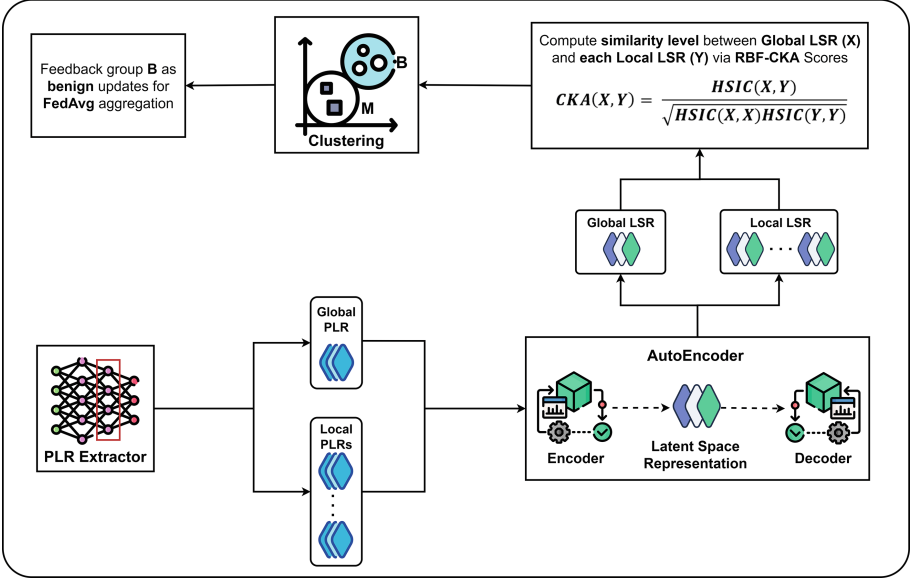 Feedback group B as
benign updates for
FedAvg aggregation
B
M
Clustering
Compute similarity level between Global LSR (X)
and each Local LSR (Y) via RBF-CKA Scores
CKA(X,Y) = HSIC(X,Y) / √HSIC(X,X)HSIC(Y,Y)
Global LSR
Local LSR
Global
PLR
Local
PLRs
PLR Extractor
AutoEncoder
Encoder
Latent Space
Representation
Decoder